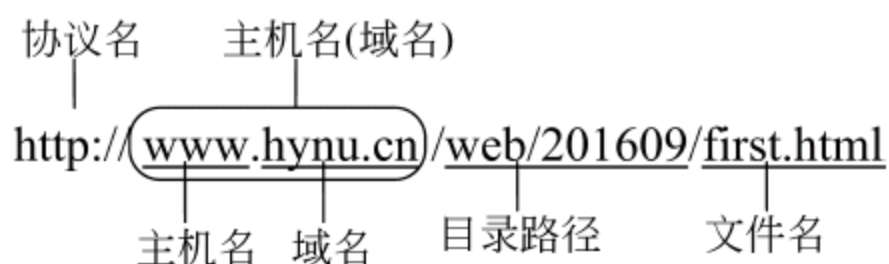 协议名 主机名(域名)
http://www.hynu.cn/web/201609/first.html
主机名 域名 目录路径 文件名